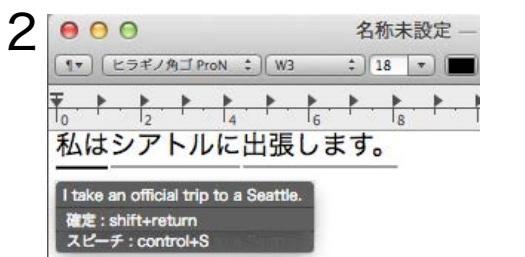 2
名称未設定 —
¶ ヒラギノ角ゴ ProN W3 18
0 2 4 6 8
私はシアトルに出張します。
I take an official trip to a Seattle.
確定 : shift+return
スピーチ : control+S